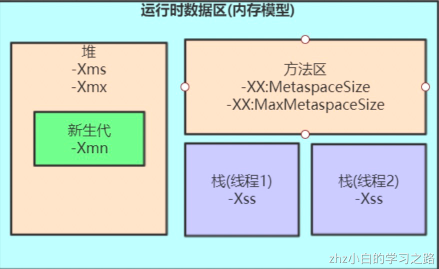 运行时数据区(内存模型)
堆
-Xms
-Xmx
新生代
-Xmn
方法区
-XX:MetaspaceSize
-XX:MaxMetaspaceSize
栈(线程1)
-Xss
栈(线程2)
-Xss
zhz小白的学习之路